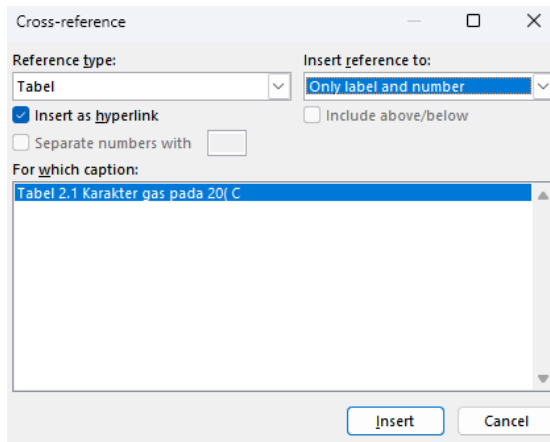 Cross-reference
Reference type:
Insert reference to:
Tabel
Only label and number
Insert as hyperlink
Include above/below
Separate numbers with
For which caption:
Tabel 2.1 Karakter gas pada 20( C
Insert
Cancel